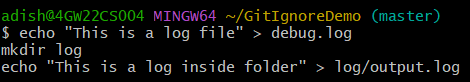 adish@4GW22CS004 MINGW64 ~/GitIgnoreDemo (master)
$ echo "This is a log file" > debug.log
mkdir log
echo "This is a log inside folder" > log/output.log